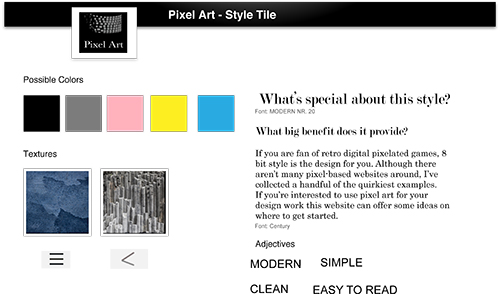 Pixel Art - Style Tile
Pixel Art
Possible Colors
Textures
What's special about this style?
Font: MODERN NR. 20
What big benefit does it provide?
If you are fan of retro digital pixelated games, 8
bit style is the design for you. Although there
aren't many pixel-based websites around, I've
collected a handful of the quirkiest examples.
If you're interested to use pixel art for your
design work this website can offer some ideas on
where to get started.
Font: Century
Adjectives
MODERN SIMPLE
CLEAN EASY TO READ